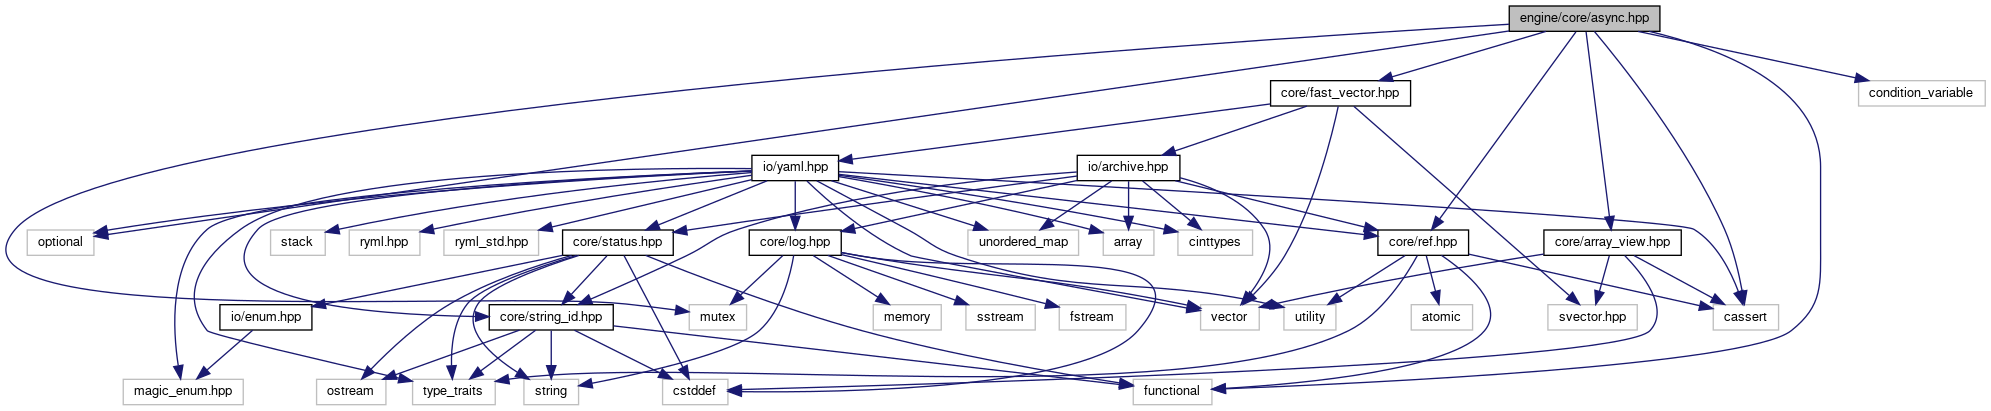 engine/core/async.hpp
core/fast_vector.hpp
condition_variable
io/yaml.hpp
io/archive.hpp
optional
stack
ryml.hpp
ryml_std.hpp
core/status.hpp
core/log.hpp
unordered_map
array
cinttypes
core/ref.hpp
core/array_view.hpp
io/enum.hpp
core/string_id.hpp
mutex
memory
sstream
fstream
vector
utility
atomic
svector.hpp
cassert
magic_enum.hpp
ostream
type_traits
string
cstddef
functional